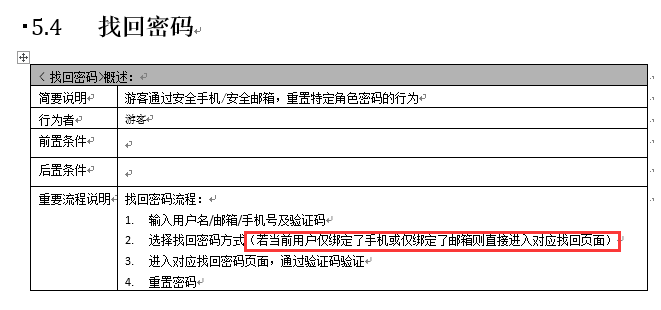 5.4 找回密码
＜找回密码＞概述：
简要说明 游客通过安全手机/安全邮箱，重置特定角色密码的行为
行为者 游客
前置条件
后置条件
重要流程说明 找回密码流程：
1. 输入用户名/邮箱/手机号及验证码
2. 选择找回密码方式（若当前用户仅绑定了手机或仅绑定了邮箱则直接进入对应找回页面）
3. 进入对应找回密码页面，通过验证码验证
4. 重置密码